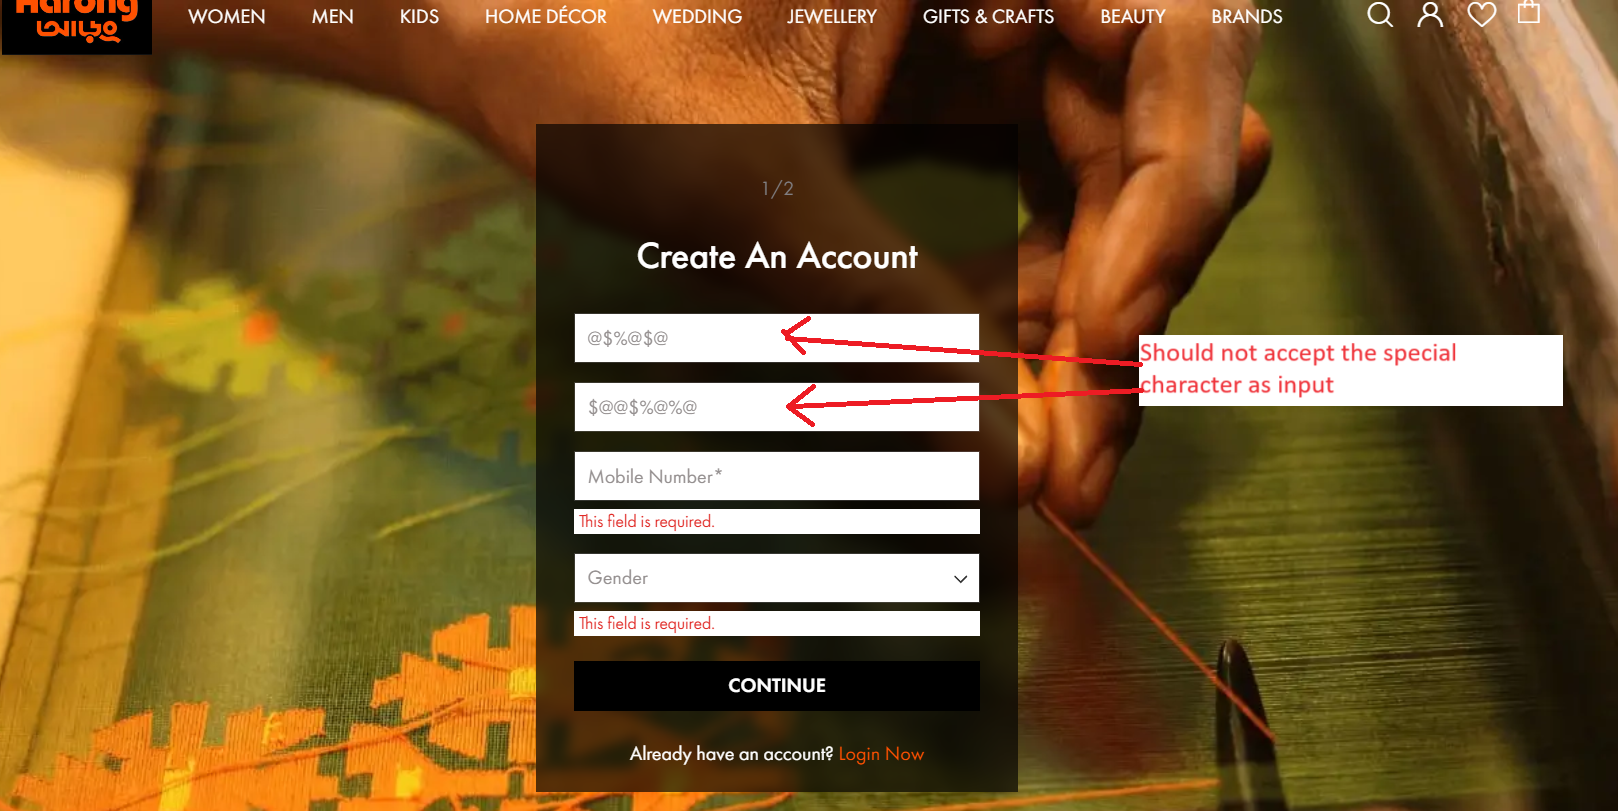 Harong
WOMEN MEN KIDS HOME DÉCOR WEDDING JEWELLERY GIFTS & CRAFTS BEAUTY BRANDS
1/2
Create An Account
@$%@$@
$@@$%@%@
Mobile Number*
This field is required.
Gender
This field is required.
CONTINUE
Already have an account? Login Now
Should not accept the special
character as input